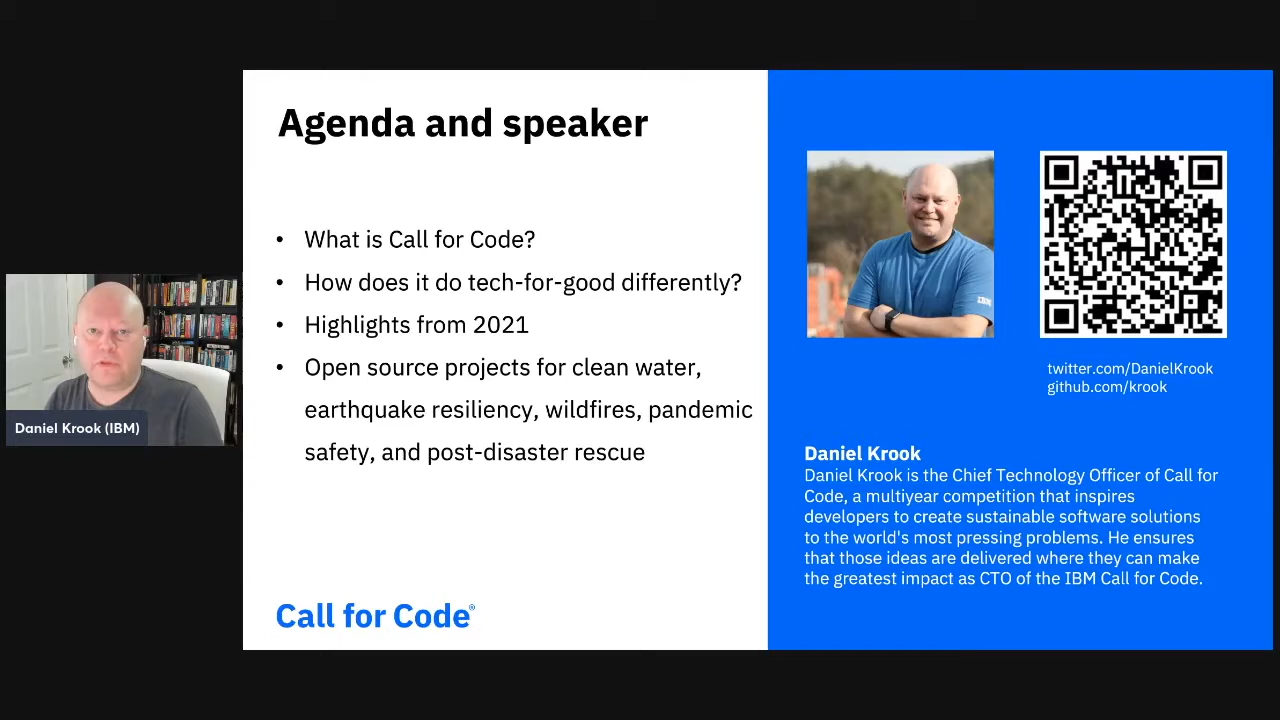 Agenda and speaker
• What is Call for Code?
• How does it do tech-for-good differently?
• Highlights from 2021
• Open source projects for clean water,
earthquake resiliency, wildfires, pandemic
safety, and post-disaster rescue
Call for Code®
IBM
twitter.com/DanielKrook
github.com/krook
Daniel Krook
Daniel Krook is the Chief Technology Officer of Call for
Code, a multiyear competition that inspires
developers to create sustainable software solutions
to the world's most pressing problems. He ensures
that those ideas are delivered where they can make
the greatest impact as CTO of the IBM Call for Code.
Daniel Krook (IBM)